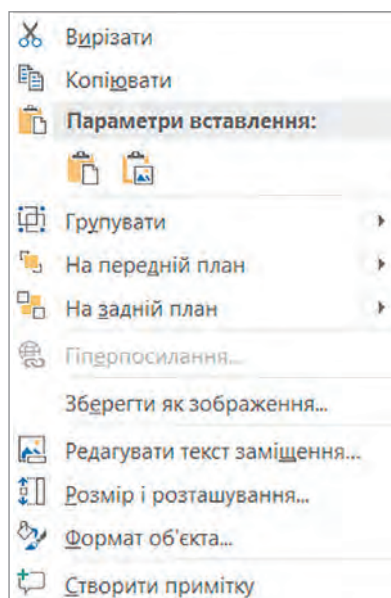 Вирізати
Копіювати
Параметри вставлення:
Групувати
На передній план
На задній план
Гіперпосилання...
Зберегти як зображення...
Редагувати текст заміщення...
Розмір і розташування...
Формат об'єкта...
Створити примітку